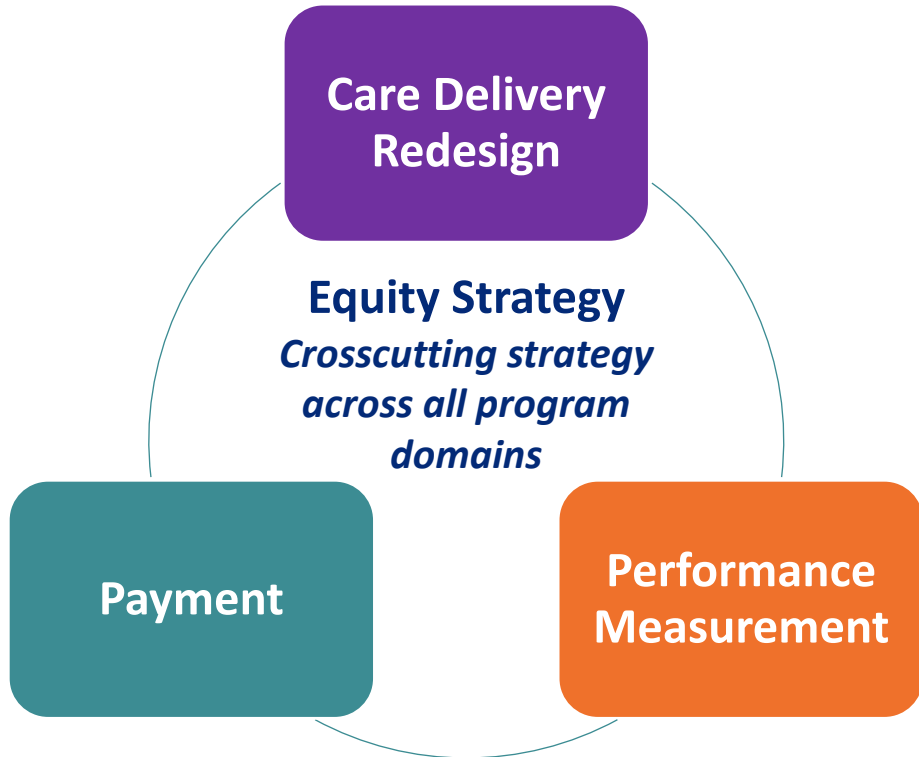 Care Delivery
Redesign
Equity Strategy
Crosscutting strategy
across all program
domains
Payment
Performance
Measurement